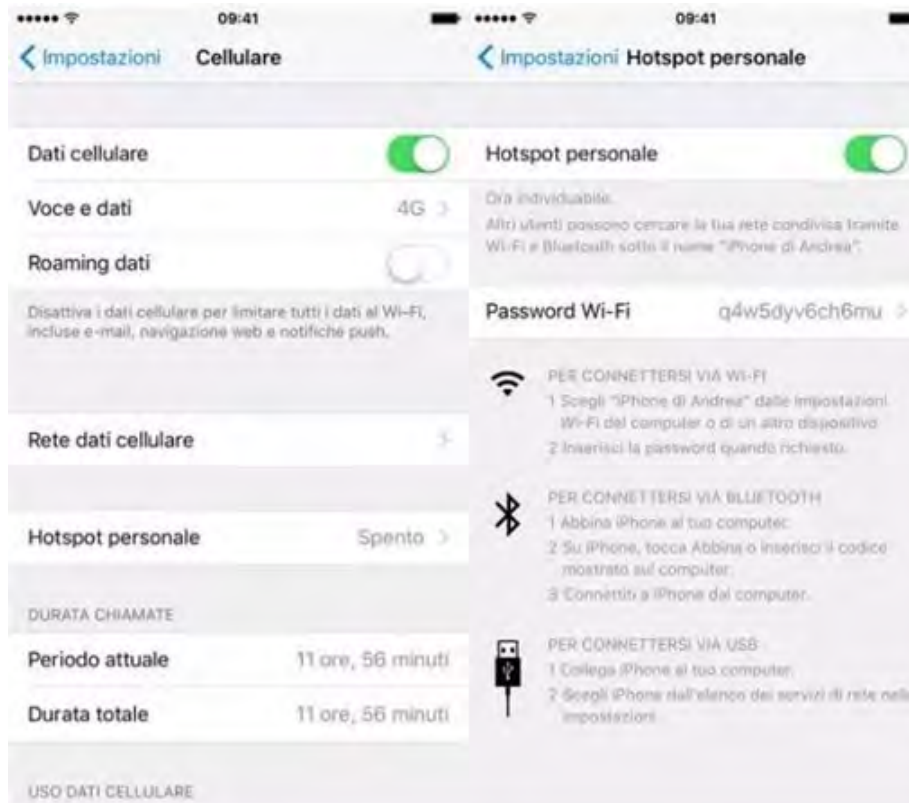 09:41
Impostazioni Cellulare
Dati cellulare
Voce e dati 4G
Roaming dati
Disattiva i dati cellulare per limitare tutti i dati al Wi-Fi,
incluse e-mail, navigazione web e notifiche push.
Rete dati cellulare
Hotspot personale Spento
DURATA CHIAMATE
Periodo attuale 11 ore, 56 minuti
Durata totale 11 ore, 56 minuti
USO DATI CELLULARE
09:41
Impostazioni Hotspot personale
Hotspot personale
Ora individuabile.
Altri utenti possono cercare la tua rete condivisa tramite
Wi-Fi e Bluetooth sotto il nome "iPhone di Andrea".
Password Wi-Fi q4w5dyv6ch6mu
PER CONNETTERSI VIA WI-FI
1 Scegli "iPhone di Andrea" dalle impostazioni
Wi-Fi del computer o di un altro dispositivo
2 Inserisci la password quando richiesto.
PER CONNETTERSI VIA BLUETOOTH
1 Abbina iPhone al tuo computer.
2 Su iPhone, tocca Abbina o inserisci il codice
mostrato sul computer.
3 Connettiti a iPhone dal computer.
PER CONNETTERSI VIA USB
1 Collega iPhone al tuo computer.
2 Scegli iPhone dall'elenco dei servizi di rete nelle
impostazioni.